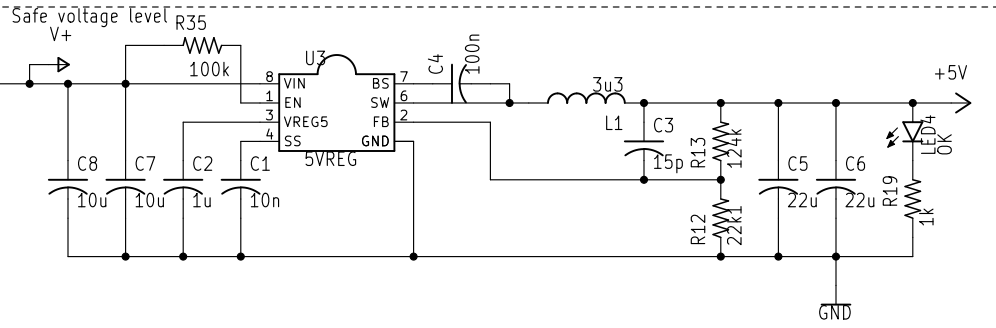 Safe voltage level
V+
R35
100k
U3
8
VIN
1
EN
3
VREG5
4
SS
BS
7
SW
6
FB
2
GND
5VREG
C4
100n
3u3
L1
C3
15p
R13
124k
R12
22k1
C8
10u
C7
10u
C2
1u
C1
10n
C5
22u
C6
22u
+5V
LED4
OK
R19
1k
GND